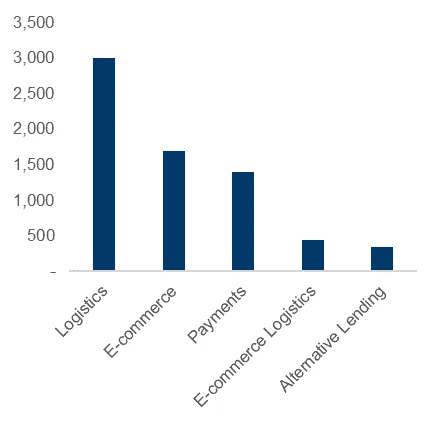 3,500
3,000
2,500
2,000
1,500
1,000
500
-
Logistics
E-commerce
Payments
E-commerce Logistics
Alternative Lending